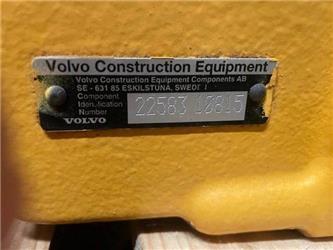 Volvo Construction Equipment
Volvo Construction Equipment Components AB
SE - 631 85 ESKILSTUNA, SWEDEN
Component
Identification
Number
22583 10815
VOLVO